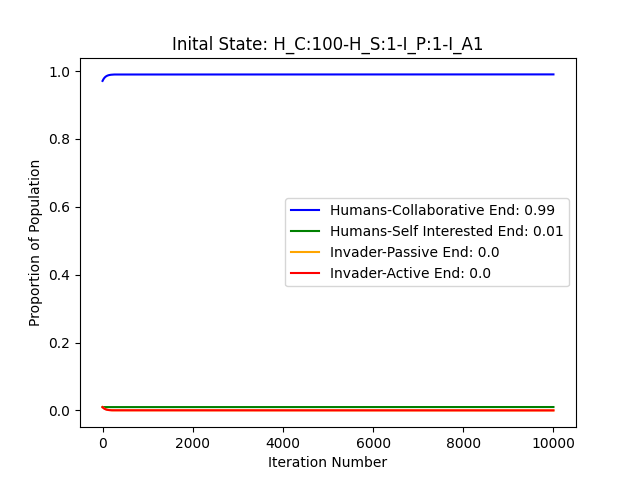 Inital State: H_C:100-H_S:1-I_P:1-I_A1
1.0
0.8
0.6
0.4
0.2
0.0
Proportion of Population
Humans-Collaborative End: 0.99
Humans-Self Interested End: 0.01
Invader-Passive End: 0.0
Invader-Active End: 0.0
0 2000 4000 6000 8000 10000
Iteration Number